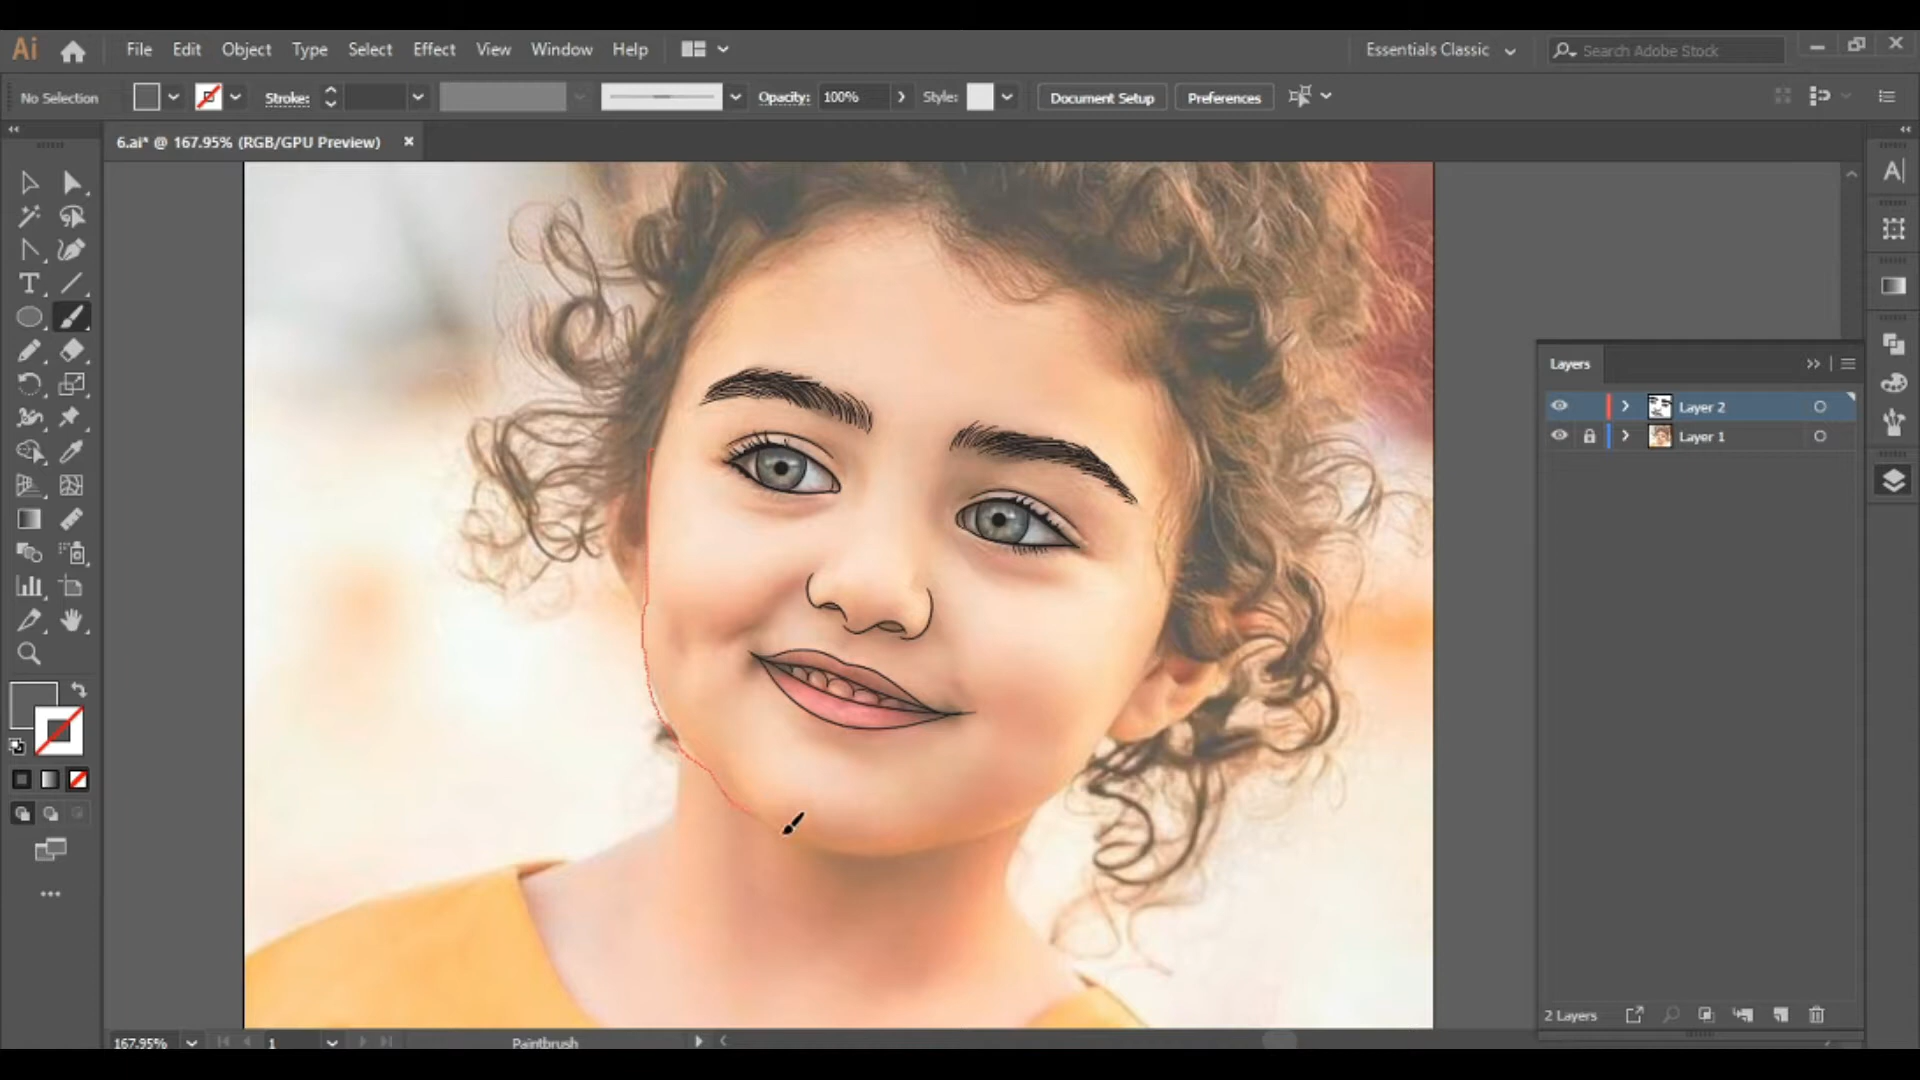 Ai File Edit Object Type Select Effect View Window Help Essentials Classic Search Adobe Stock
No Selection Stroke: Opacity: 100% Style: Document Setup Preferences
6.ai* @ 167.95% (RGB/GPU Preview)
Layers
Layer 2
Layer 1
2 Layers
167.95% 1 Paintbrush